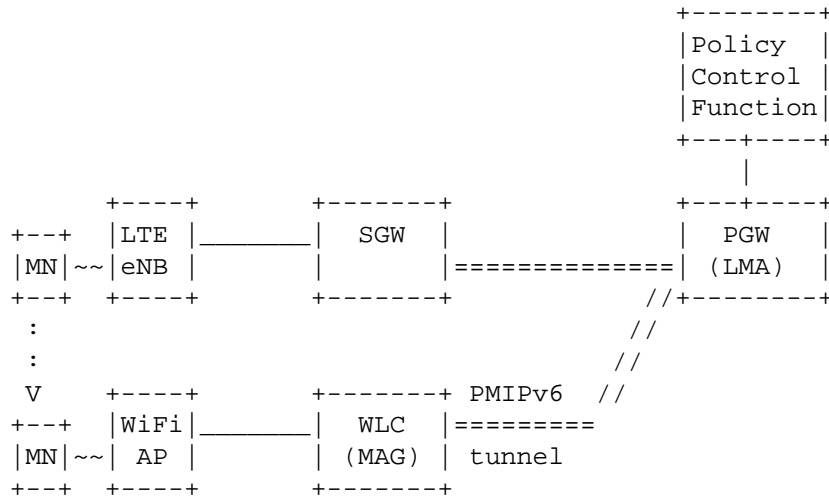 Policy
Control
Function
LTE SGW PGW
MN ~~ eNB (LMA)
:
:
V PMIPv6
WiFi WLC
MN ~~ AP (MAG) tunnel